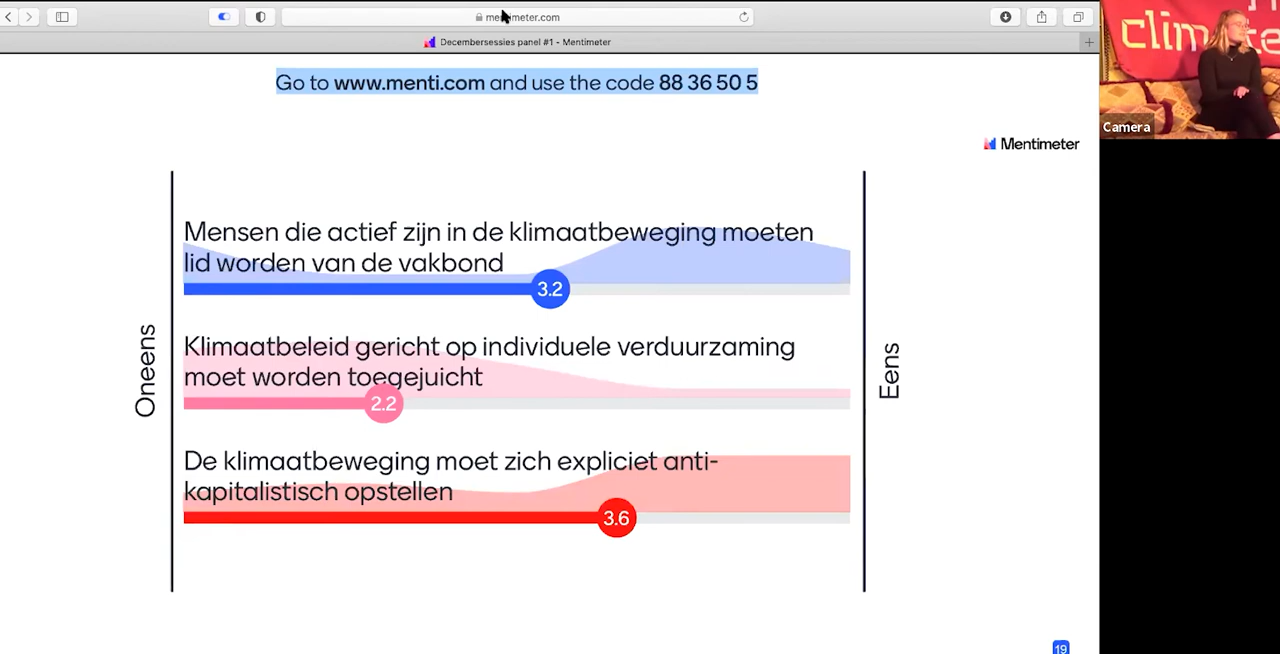 mentimeter.com
Decembersessies panel #1 - Mentimeter
Go to www.menti.com and use the code 88 36 50 5
Mentimeter
Mensen die actief zijn in de klimaatbeweging moeten
lid worden van de vakbond
3.2
Klimaatbeleid gericht op individuele verduurzaming
moet worden toegejuicht
2.2
De klimaatbeweging moet zich expliciet anti-
kapitalistisch opstellen
3.6
Oneens
Eens
19
Camera